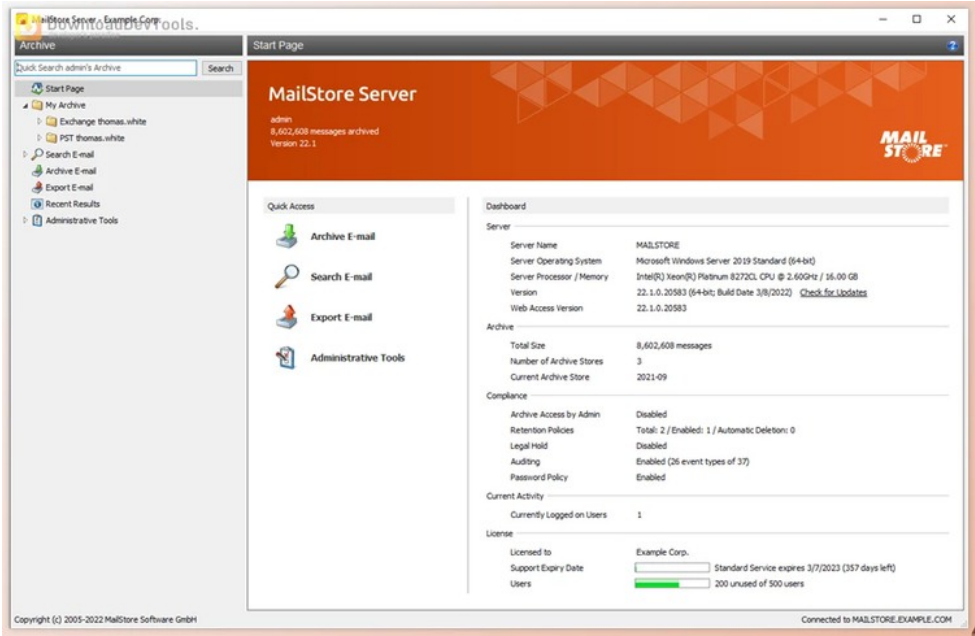 MailStore Server - Example Corp.
DownloadDevTools.
Archive
Start Page
Quick Search admin's Archive
Search
Start Page
My Archive
Exchange thomas.white
PST thomas.white
Search E-mail
Archive E-mail
Export E-mail
Recent Results
Administrative Tools
MailStore Server
admin
8,602,608 messages archived
Version 22.1
MAIL
STORE
Quick Access
Archive E-mail
Search E-mail
Export E-mail
Administrative Tools
Dashboard
Server
Server Name MAILSTORE
Server Operating System Microsoft Windows Server 2019 Standard (64-bit)
Server Processor / Memory Intel(R) Xeon(R) Platinum 8272CL CPU @ 2.60GHz / 16.00 GB
Version 22.1.0.20583 (64-bit; Build Date 3/8/2022) Check for Updates
Web Access Version 22.1.0.20583
Archive
Total Size 8,602,608 messages
Number of Archive Stores 3
Current Archive Store 2021-09
Compliance
Archive Access by Admin Disabled
Retention Policies Total: 2 / Enabled: 1 / Automatic Deletion: 0
Legal Hold Disabled
Auditing Enabled (26 event types of 37)
Password Policy Enabled
Current Activity
Currently Logged on Users 1
License
Licensed to Example Corp.
Support Expiry Date Standard Service expires 3/7/2023 (357 days left)
Users 200 unused of 500 users
Copyright (c) 2005-2022 MailStore Software GmbH
Connected to MAILSTORE.EXAMPLE.COM